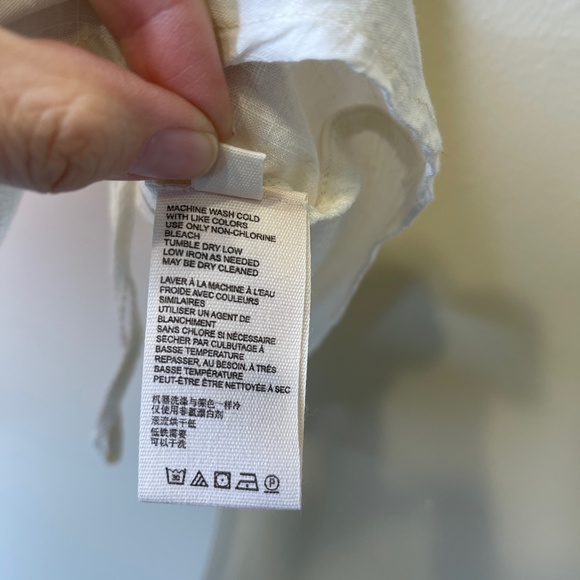 MACHINE WASH COLD
WITH LIKE COLORS
USE ONLY NON-CHLORINE
BLEACH
TUMBLE DRY LOW
LOW IRON AS NEEDED
MAY BE DRY CLEANED
LAVER À LA MACHINE À L'EAU
FROIDE AVEC COULEURS
SIMILAIRES
UTILISER UN AGENT DE
BLANCHIMENT
SANS CHLORE SI NÉCESSAIRE
SÉCHER PAR CULBUTAGE À
BASSE TEMPÉRATURE
REPASSER, AU BESOIN, À TRÈS
BASSE TEMPÉRATURE
PEUT-ÊTRE ÊTRE NETTOYÉE À SEC
机器洗涤与颜色一样冷
仅使用非氯漂白剂
滚流烘干低
低铁需要
可以干洗
30
P